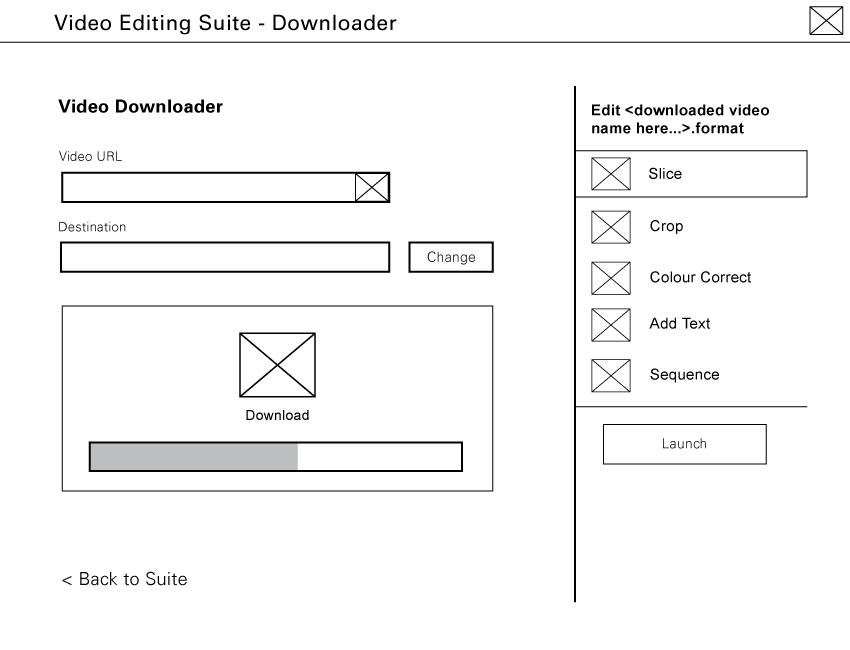 Video Editing Suite - Downloader
Video Downloader
Video URL
Destination
Change
Download
< Back to Suite
Edit <downloaded video
name here...>.format
Slice
Crop
Colour Correct
Add Text
Sequence
Launch